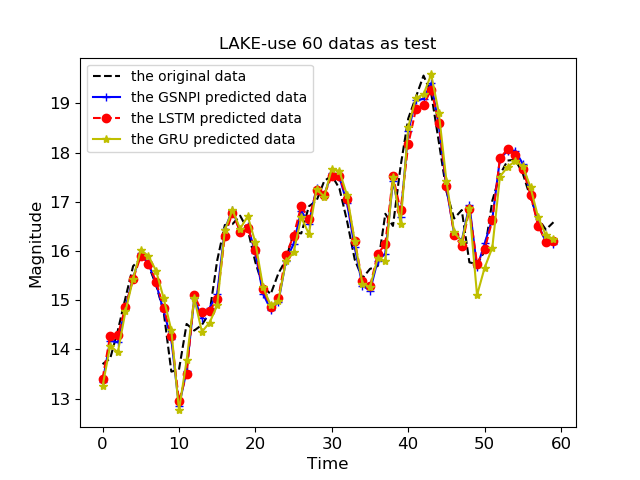 LAKE-use 60 datas as test
the original data
the GSNPI predicted data
the LSTM predicted data
the GRU predicted data
Magnitude
19
18
17
16
15
14
13
0 10 20 30 40 50 60
Time